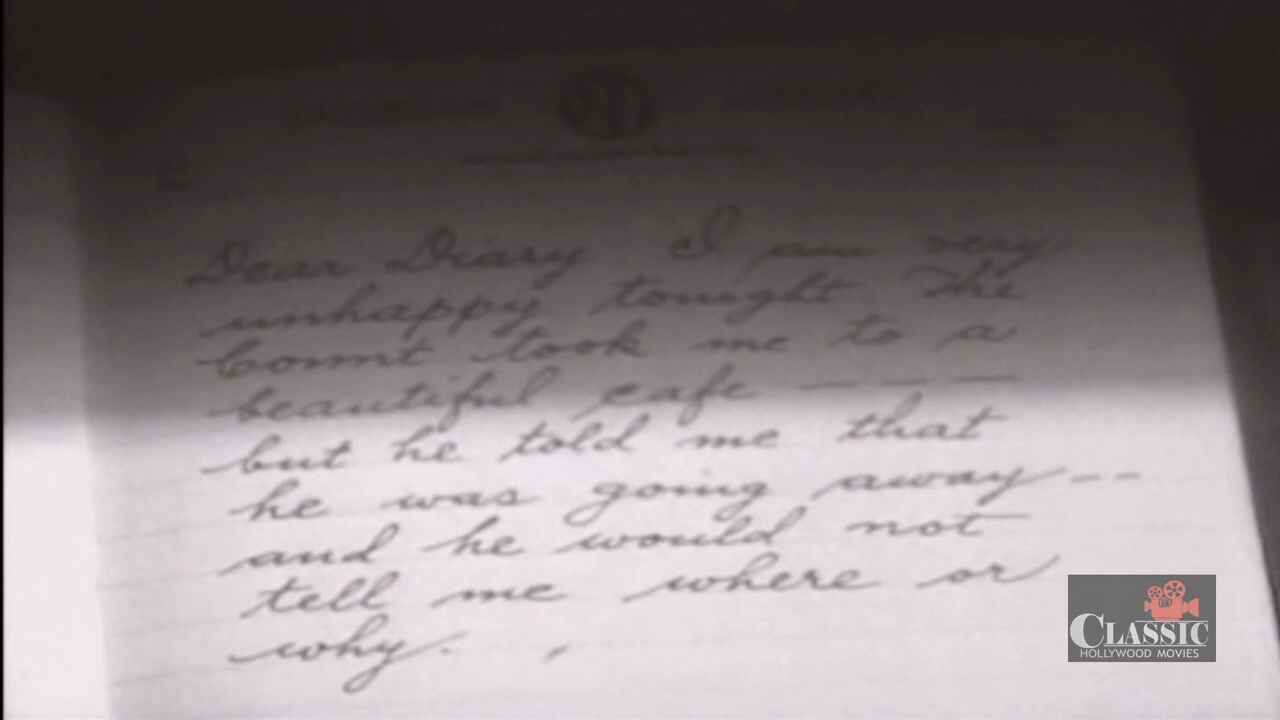 Dear Diary I am very
unhappy tonight. The
Count took me to a
beautiful cafe — — —
but he told me that
he was going away --
and he would not
tell me where or
why.
CLASSIC
HOLLYWOOD MOVIES